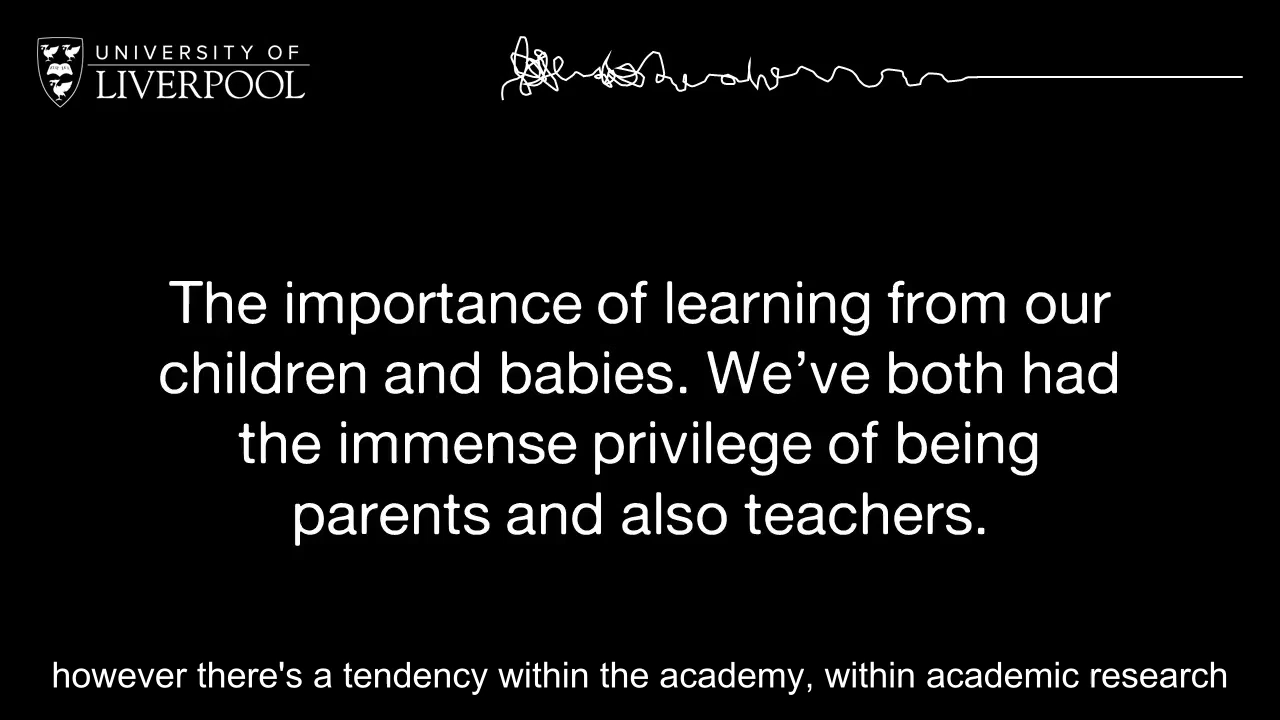 UNIVERSITY OF
LIVERPOOL
The importance of learning from our
children and babies. We’ve both had
the immense privilege of being
parents and also teachers.
however there's a tendency within the academy, within academic research